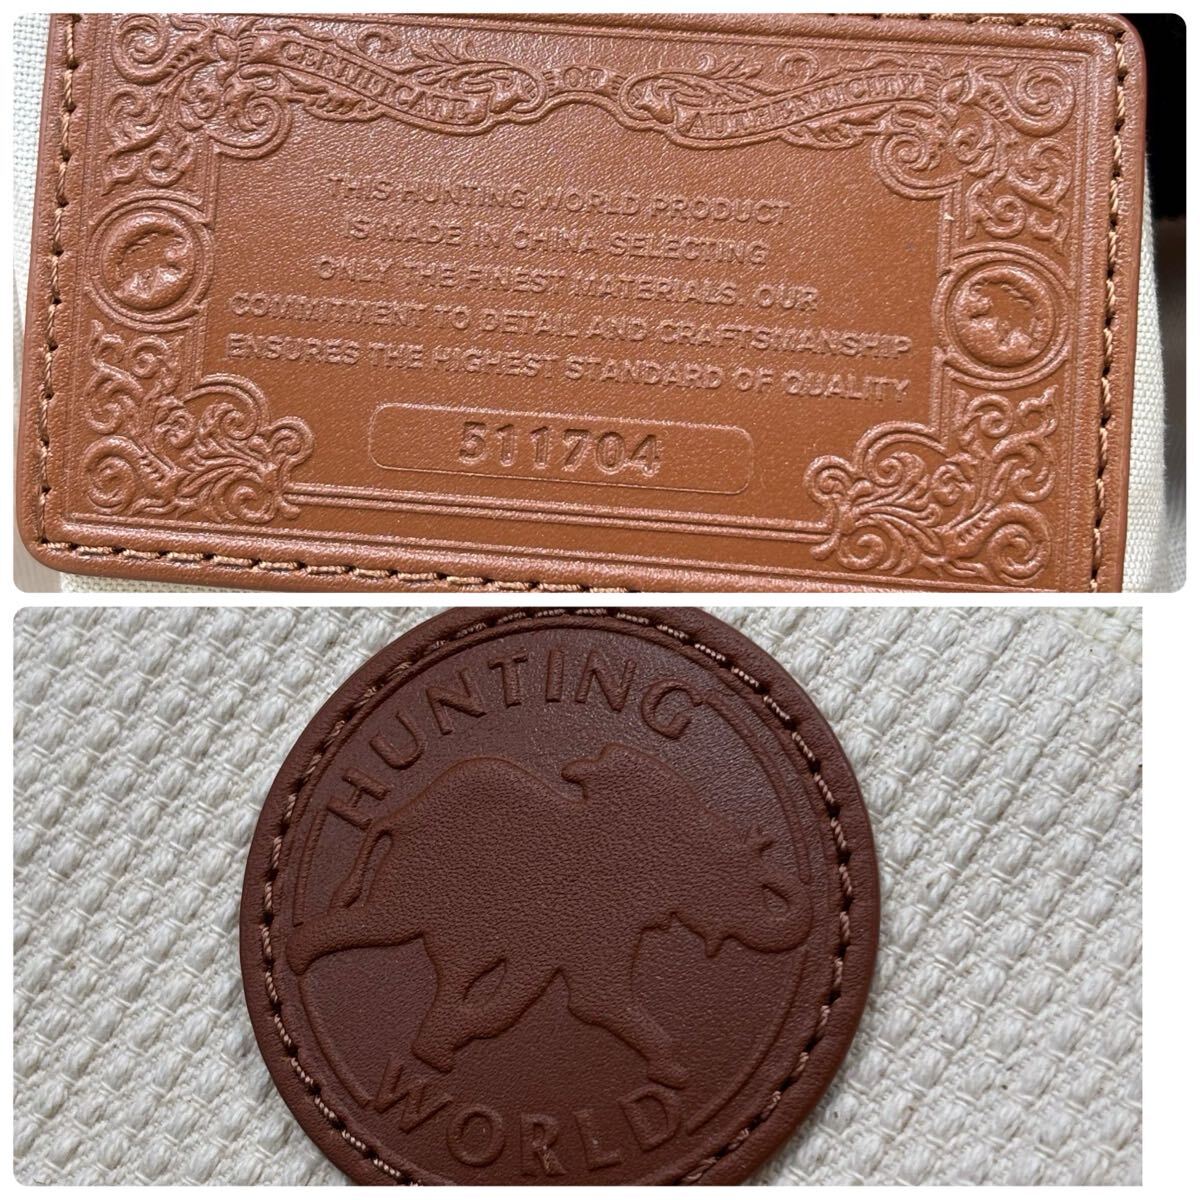 CERTIFICATE OF AUTHENTICITY
THIS HUNTING WORLD PRODUCT
IS MADE IN CHINA SELECTING
ONLY THE FINEST MATERIALS. OUR
COMMITMENT TO DETAIL AND CRAFTSMANSHIP
ENSURES THE HIGHEST STANDARD OF QUALITY
511704
HUNTING
WORLD